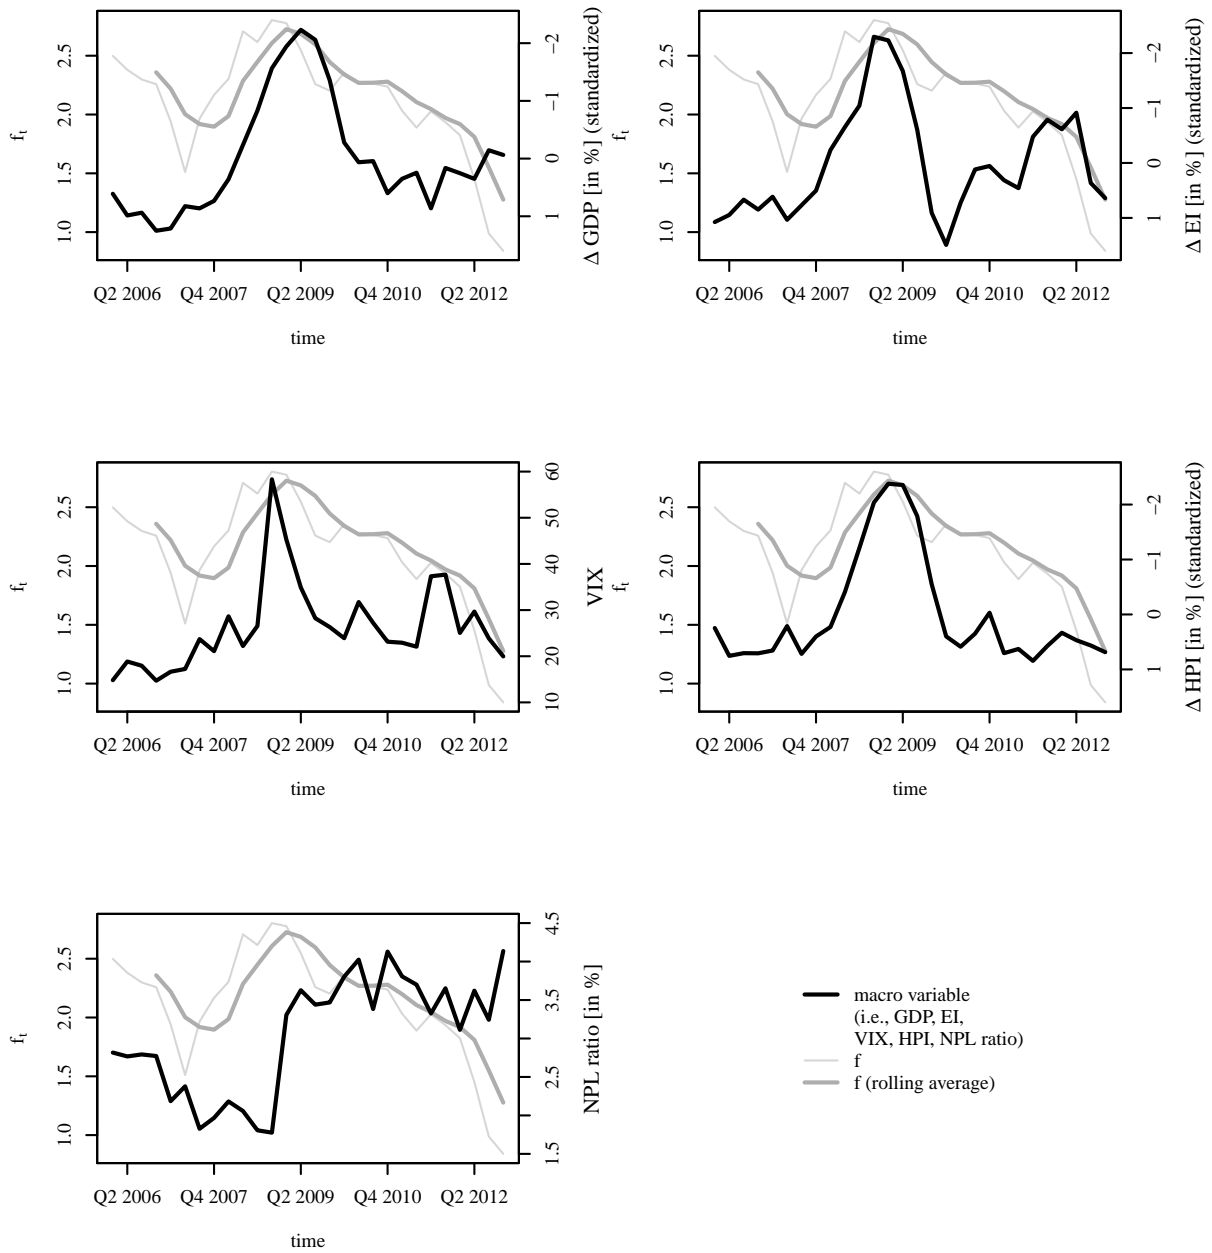 f_t
2.5
2.0
1.5
1.0
−2
−1
0
1
Δ GDP [in %] (standardized)
Q2 2006 Q4 2007 Q2 2009 Q4 2010 Q2 2012
time
f_t
2.5
2.0
1.5
1.0
−2
−1
0
1
Δ EI [in %] (standardized)
Q2 2006 Q4 2007 Q2 2009 Q4 2010 Q2 2012
time
f_t
2.5
2.0
1.5
1.0
60
50
40
30
20
10
VIX
Q2 2006 Q4 2007 Q2 2009 Q4 2010 Q2 2012
time
f_t
2.5
2.0
1.5
1.0
−2
−1
0
1
Δ HPI [in %] (standardized)
Q2 2006 Q4 2007 Q2 2009 Q4 2010 Q2 2012
time
f_t
2.5
2.0
1.5
1.0
4.5
3.5
2.5
1.5
NPL ratio [in %]
Q2 2006 Q4 2007 Q2 2009 Q4 2010 Q2 2012
time
macro variable
(i.e., GDP, EI,
VIX, HPI, NPL ratio)
f
f (rolling average)